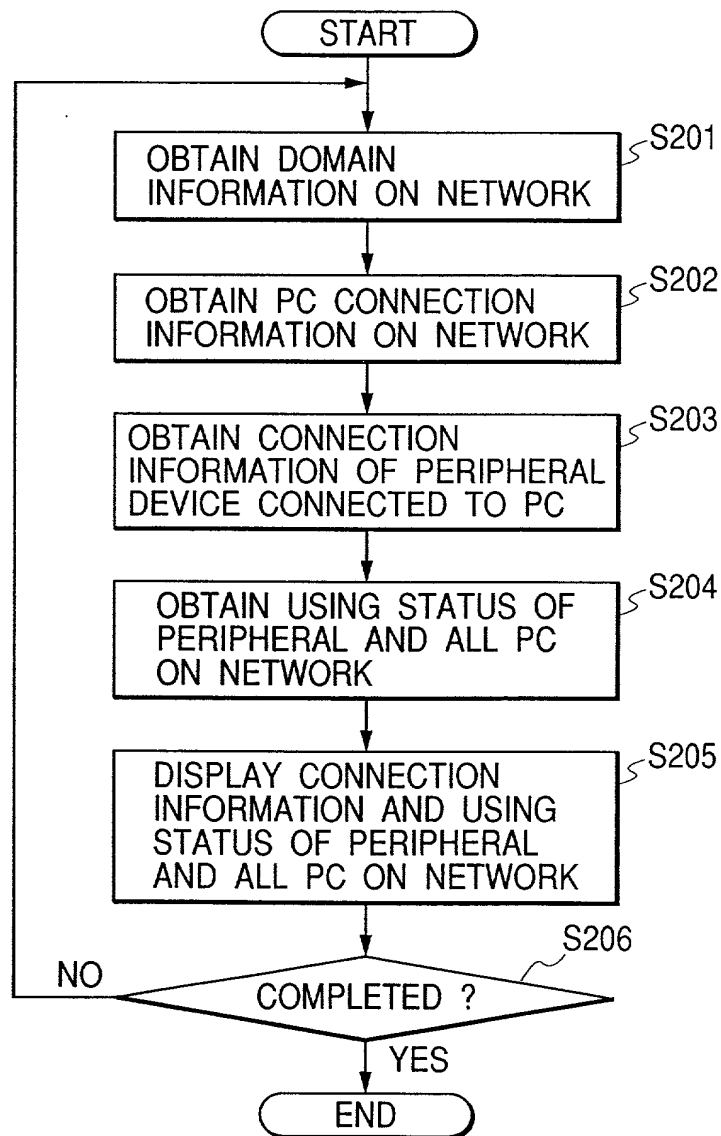 START
S201
OBTAIN DOMAIN
INFORMATION ON NETWORK
S202
OBTAIN PC CONNECTION
INFORMATION ON NETWORK
S203
OBTAIN CONNECTION
INFORMATION OF PERIPHERAL
DEVICE CONNECTED TO PC
S204
OBTAIN USING STATUS OF
PERIPHERAL AND ALL PC
ON NETWORK
S205
DISPLAY CONNECTION
INFORMATION AND USING
STATUS OF PERIPHERAL
AND ALL PC ON NETWORK
S206
NO
COMPLETED ?
YES
END